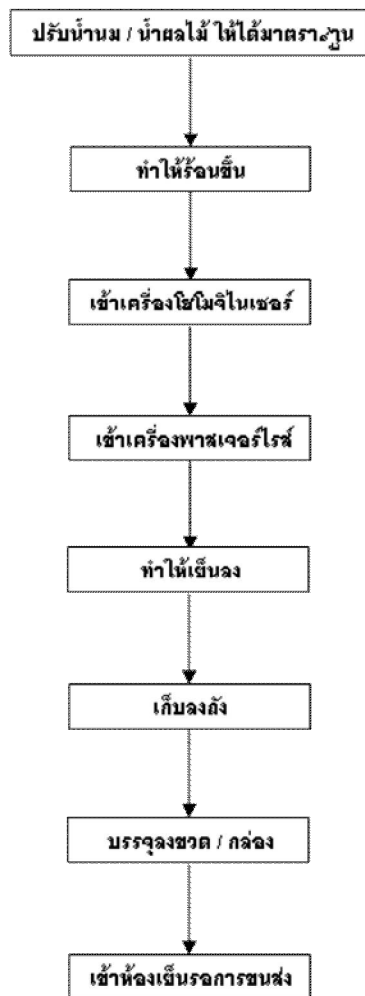 ปรับน้ำนม / น้ำผลไม้ ให้ได้มาตราฐาน
ทำให้ร้อนขึ้น
เข้าเครื่องโฮโมจิไนเซอร์
เข้าเครื่องพาสเจอร์ไรส์
ทำให้เย็นลง
เก็บลงถัง
บรรจุลงขวด / กล่อง
เข้าห้องเย็นรอการขนส่ง